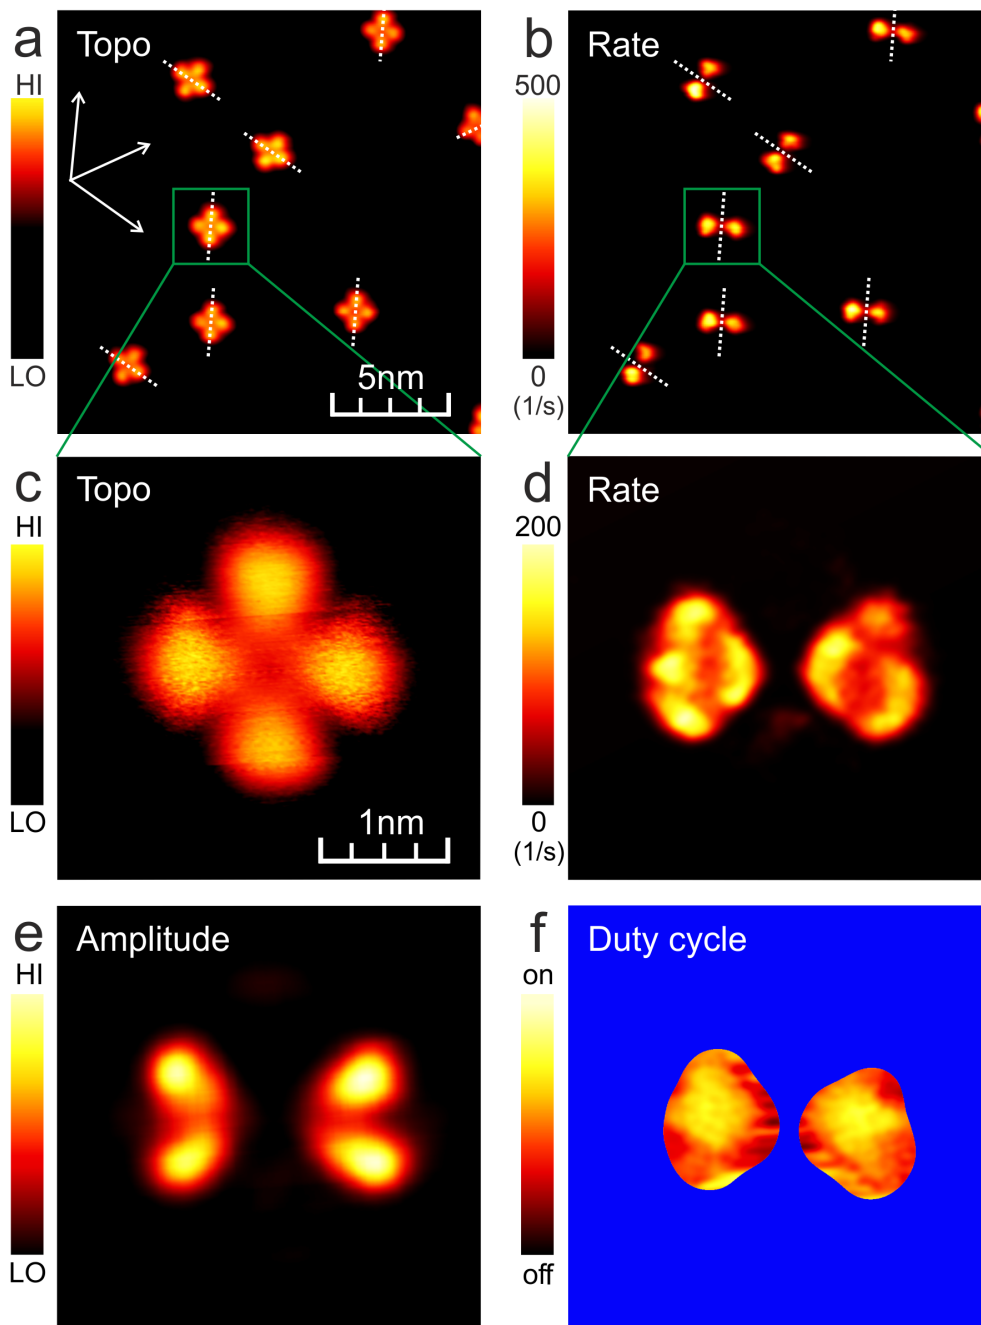 a
Topo
HI
LO
5nm
b
Rate
500
0
(1/s)
c
Topo
HI
LO
1nm
d
Rate
200
0
(1/s)
e
Amplitude
HI
LO
f
Duty cycle
on
off